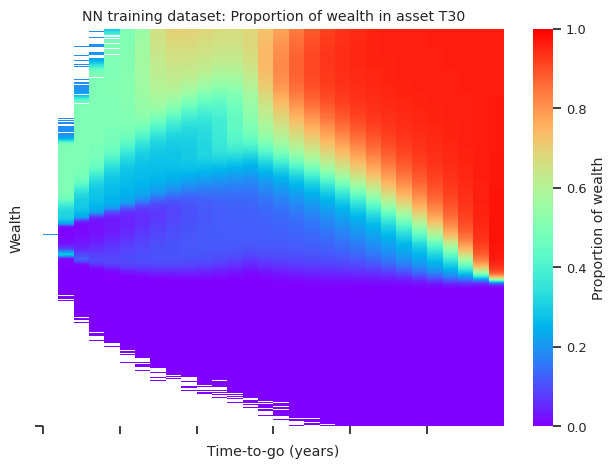 NN training dataset: Proportion of wealth in asset T30
Wealth
Time-to-go (years)
1.0
0.8
0.6
0.4
0.2
0.0
Proportion of wealth